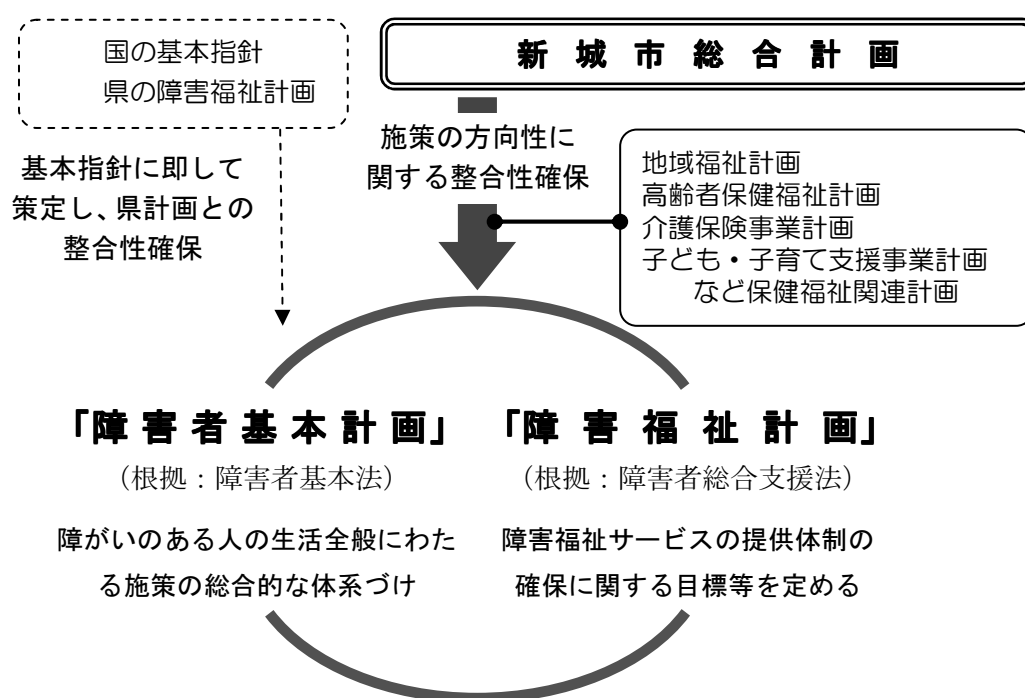 国の基本指針
県の障害福祉計画
新城市総合計画
施策の方向性に
関する整合性確保
基本指針に即して
策定し、県計画との
整合性確保
地域福祉計画
高齢者保健福祉計画
介護保険事業計画
子ども・子育て支援事業計画
など保健福祉関連計画
「障害者基本計画」
(根拠：障害者基本法)
障がいのある人の生活全般にわた
る施策の総合的な体系づけ
「障害福祉計画」
(根拠：障害者総合支援法)
障害福祉サービスの提供体制の
確保に関する目標等を定める